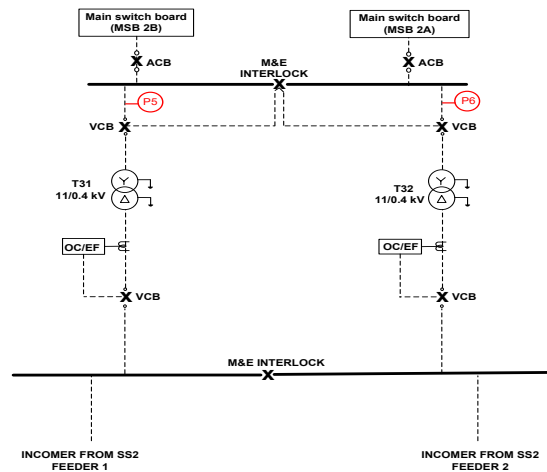 Main switch board
(MSB 2B)
Main switch board
(MSB 2A)
ACB
ACB
M&E
INTERLOCK
P5
P6
VCB
VCB
T31
11/0.4 kV
T32
11/0.4 kV
OC/EF
OC/EF
VCB
VCB
M&E INTERLOCK
INCOMER FROM SS2
FEEDER 1
INCOMER FROM SS2
FEEDER 2